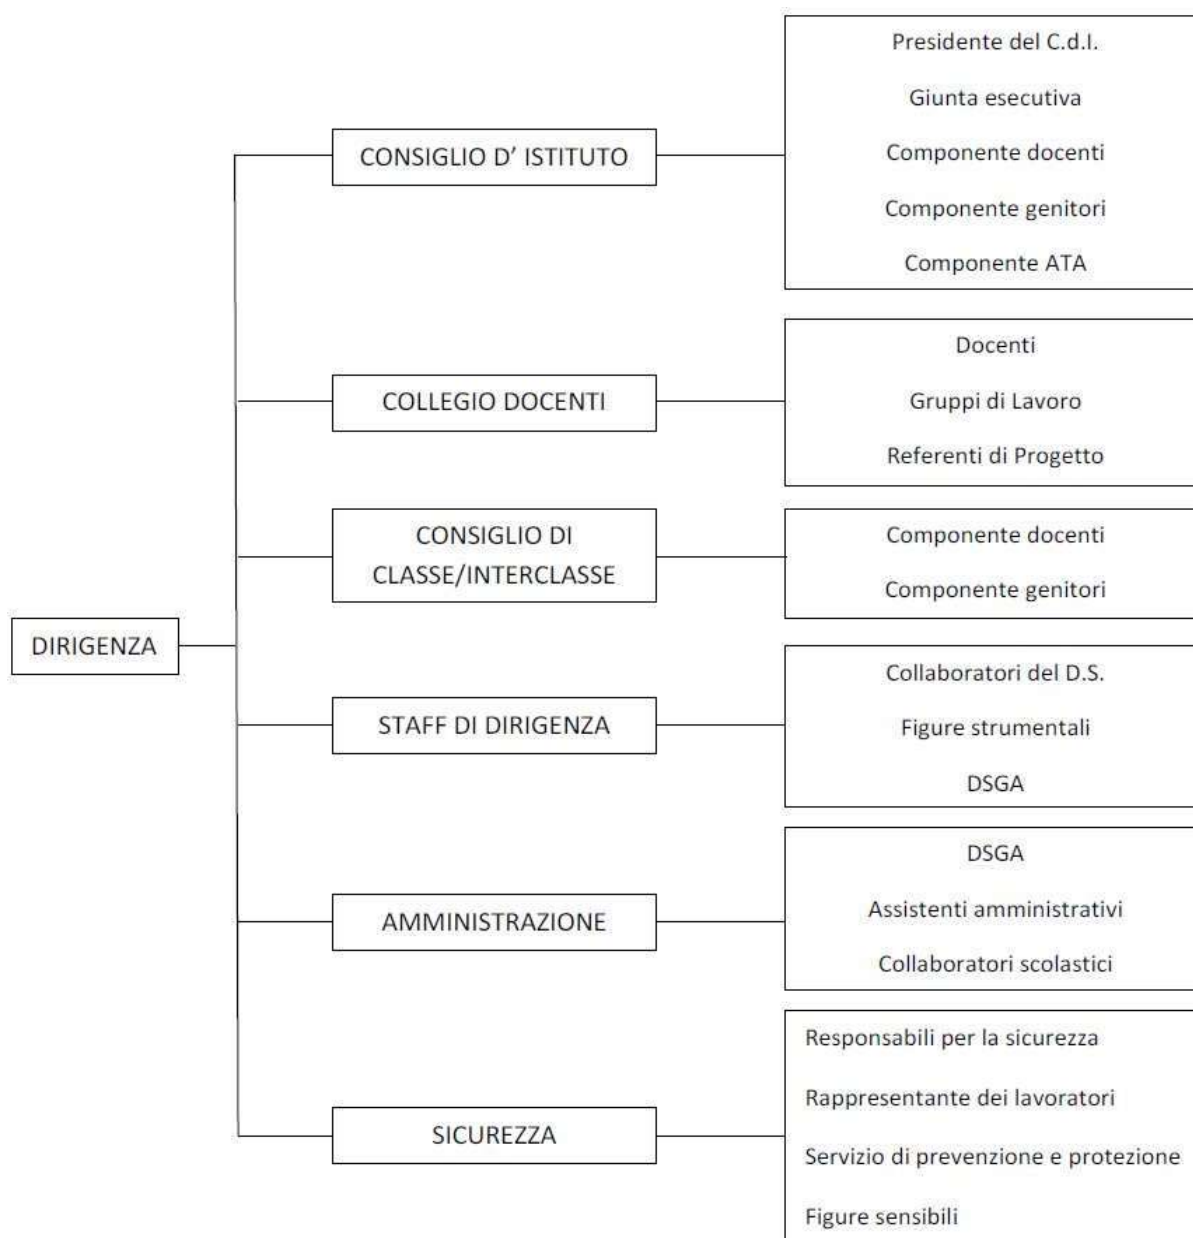 DIRIGENZA
CONSIGLIO D' ISTITUTO
Presidente del C.d.I.
Giunta esecutiva
Componente docenti
Componente genitori
Componente ATA
COLLEGIO DOCENTI
Docenti
Gruppi di Lavoro
Referenti di Progetto
CONSIGLIO DI
CLASSE/INTERCLASSE
Componente docenti
Componente genitori
STAFF DI DIRIGENZA
Collaboratori del D.S.
Figure strumentali
DSGA
AMMINISTRAZIONE
DSGA
Assistenti amministrativi
Collaboratori scolastici
SICUREZZA
Responsabili per la sicurezza
Rappresentante dei lavoratori
Servizio di prevenzione e protezione
Figure sensibili